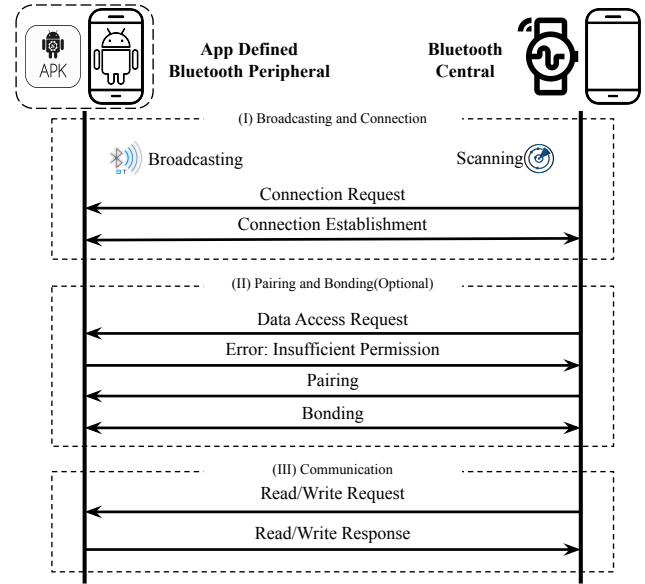 APK
App Defined
Bluetooth Peripheral
Bluetooth
Central
(I) Broadcasting and Connection
BT
Broadcasting
Scanning
Connection Request
Connection Establishment
(II) Pairing and Bonding(Optional)
Data Access Request
Error: Insufficient Permission
Pairing
Bonding
(III) Communication
Read/Write Request
Read/Write Response